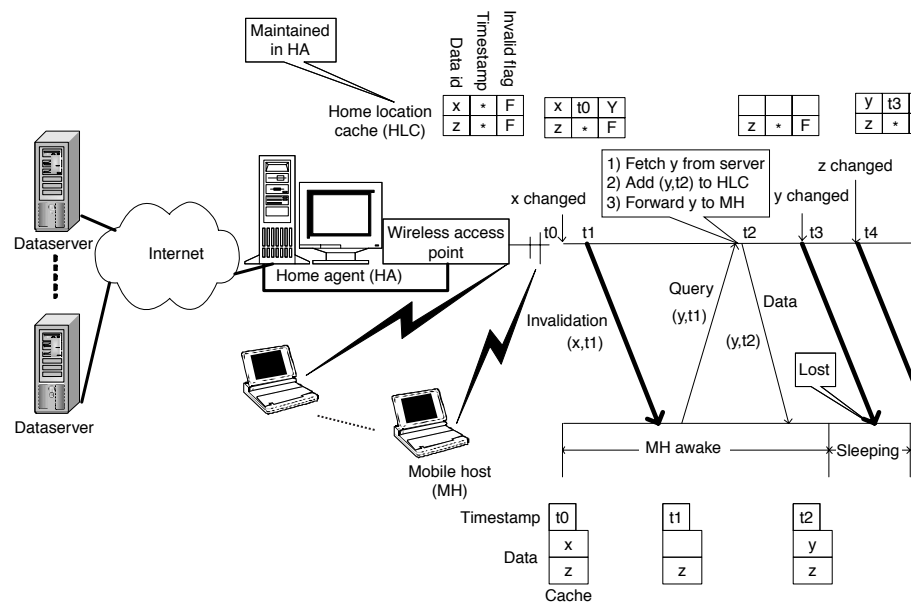 Maintained
in HA
Data id
Timestamp
Invalid flag
Home location
cache (HLC)
x * F
z * F
x t0 Y
z * F
z * F
y t3
z *
1) Fetch y from server
2) Add (y,t2) to HLC
3) Forward y to MH
x changed
y changed
z changed
t0
t1
t2
t3
t4
Dataserver
Internet
Wireless access
point
Home agent (HA)
Dataserver
Invalidation
(x,t1)
Query
(y,t1)
Data
(y,t2)
Lost
Mobile host
(MH)
MH awake
Sleeping
Timestamp
t0
t1
t2
Data
x
y
z
z
z
Cache